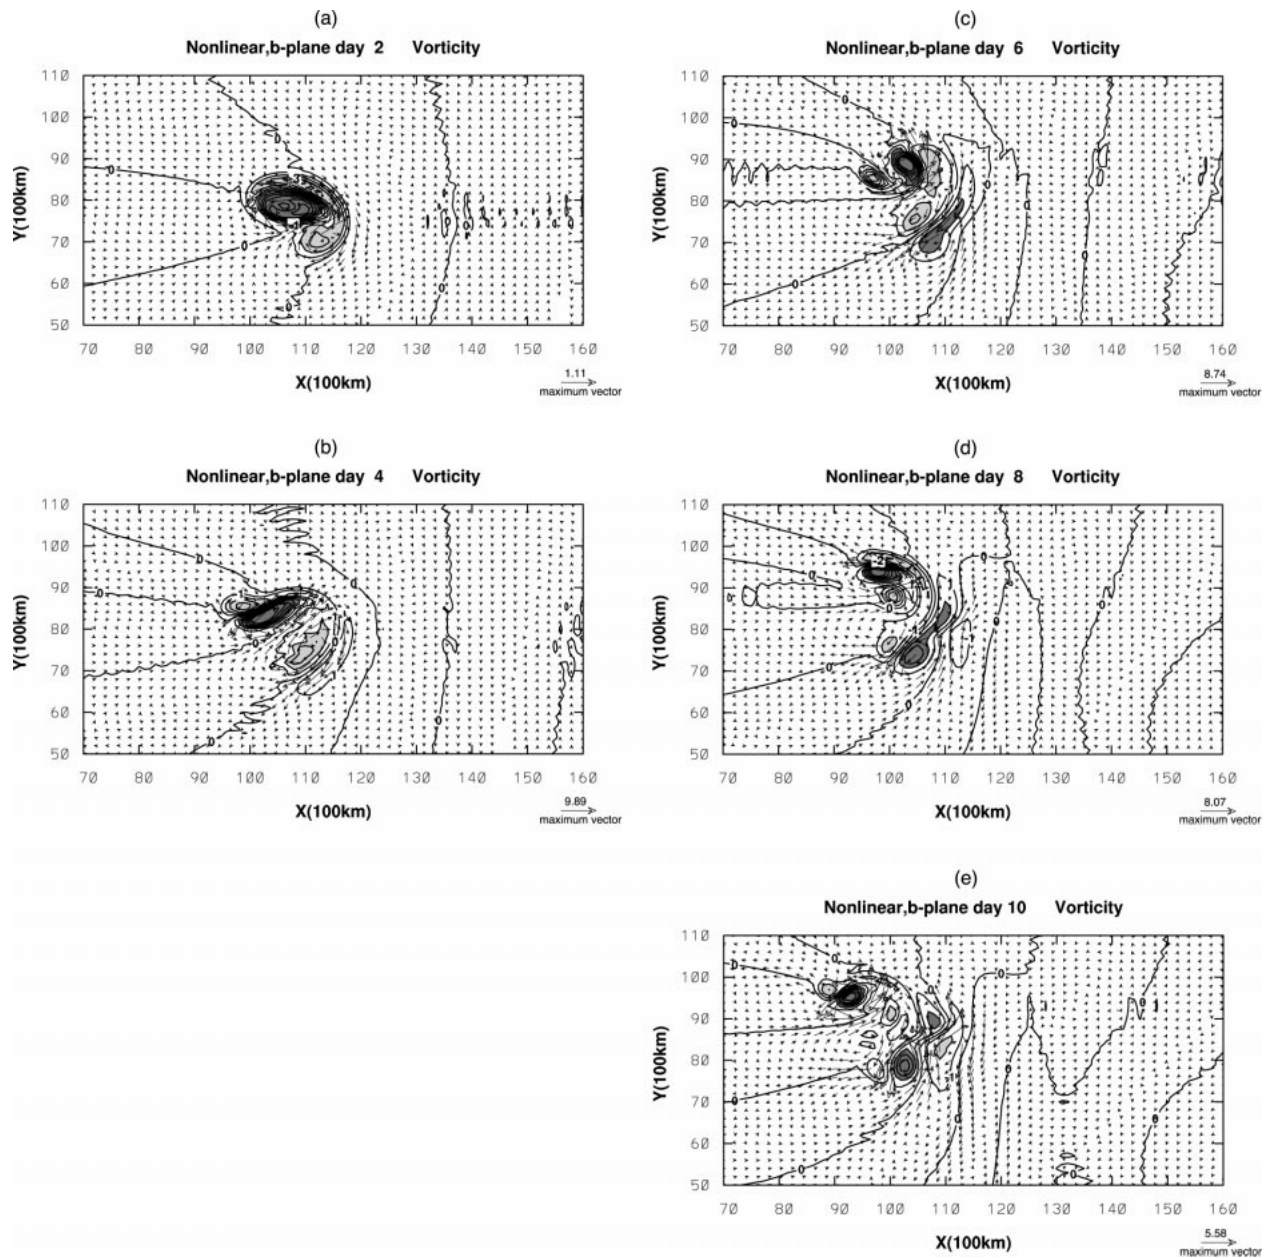 (a)
Nonlinear,b-plane day 2 Vorticity
110
100
90
80
70
60
50
Y(100km)
70 80 90 100 110 120 130 140 150 160
X(100km)
1.11
maximum vector
(b)
Nonlinear,b-plane day 4 Vorticity
110
100
90
80
70
60
50
Y(100km)
70 80 90 100 110 120 130 140 150 160
X(100km)
9.89
maximum vector
(c)
Nonlinear,b-plane day 6 Vorticity
110
100
90
80
70
60
50
Y(100km)
70 80 90 100 110 120 130 140 150 160
X(100km)
8.74
maximum vector
(d)
Nonlinear,b-plane day 8 Vorticity
110
100
90
80
70
60
50
Y(100km)
70 80 90 100 110 120 130 140 150 160
X(100km)
8.07
maximum vector
(e)
Nonlinear,b-plane day 10 Vorticity
110
100
90
80
70
60
50
Y(100km)
70 80 90 100 110 120 130 140 150 160
X(100km)
5.58
maximum vector